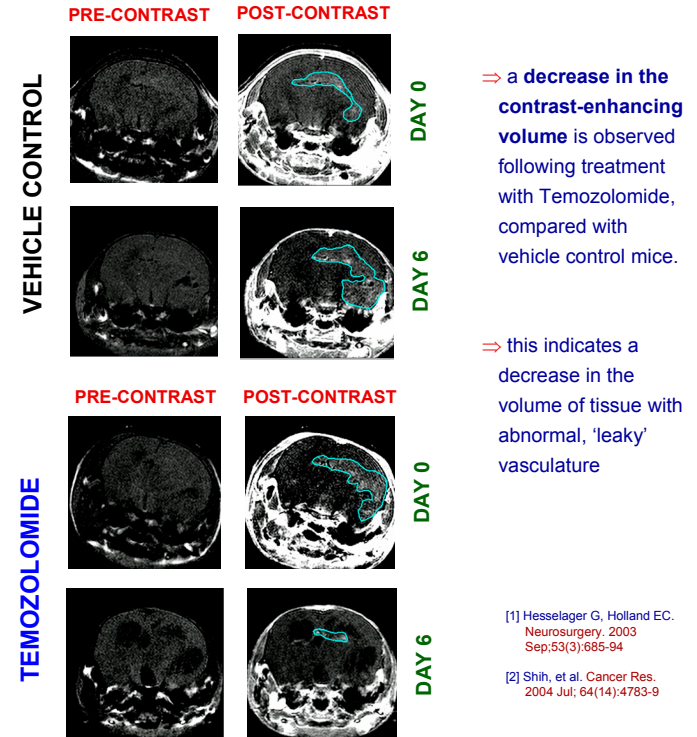 PRE-CONTRAST POST-CONTRAST
VEHICLE CONTROL
DAY 0
DAY 6
PRE-CONTRAST POST-CONTRAST
TEMOZOLOMIDE
DAY 0
DAY 6
⇒ a decrease in the
contrast-enhancing
volume is observed
following treatment
with Temozolomide,
compared with
vehicle control mice.
⇒ this indicates a
decrease in the
volume of tissue with
abnormal, ‘leaky’
vasculature
[1] Hesselager G, Holland EC.
Neurosurgery. 2003
Sep;53(3):685-94
[2] Shih, et al. Cancer Res.
2004 Jul; 64(14):4783-9